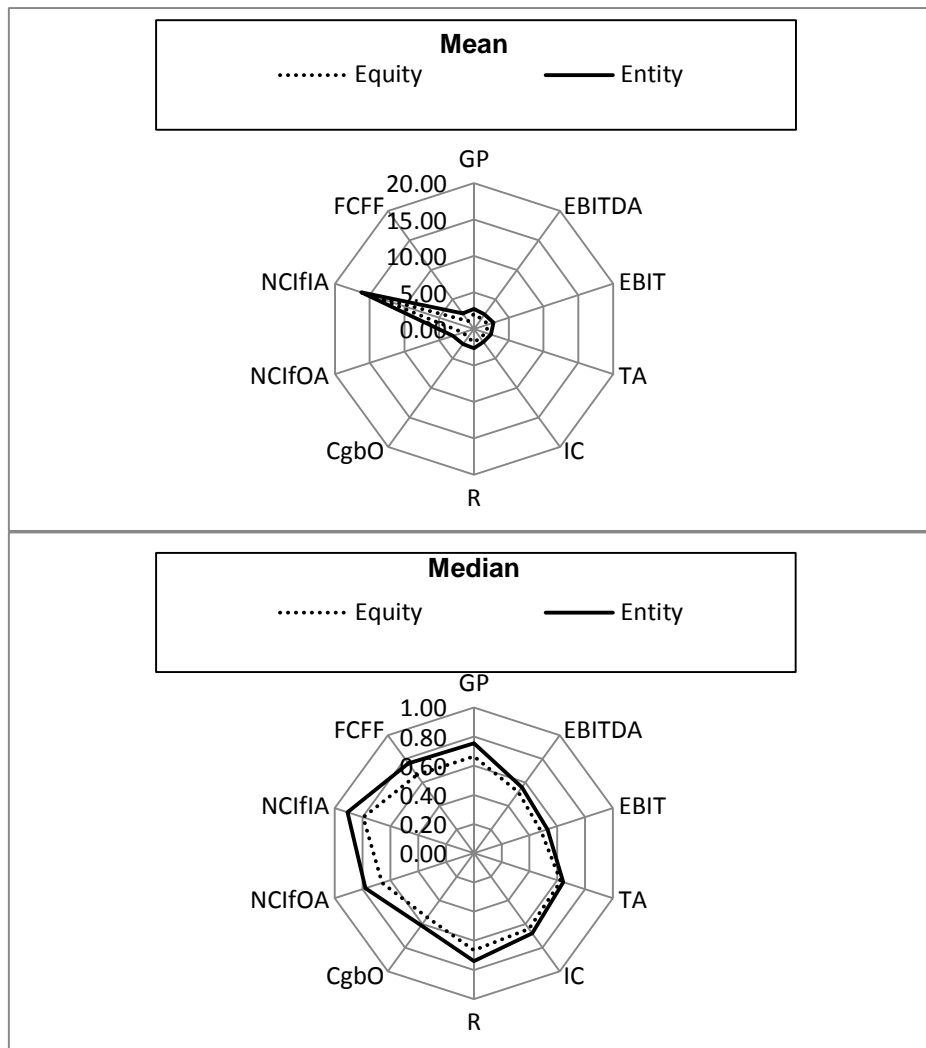 Mean
Equity Entity
GP
20.00
FCFF EBITDA
15.00
10.00
NCIfIA EBIT
5.00
0.00
NCIfOA TA
CgbO IC
R
Median
Equity Entity
GP
1.00
FCFF EBITDA
0.80
0.60
NCIfIA EBIT
0.40
0.20
0.00
NCIfOA TA
CgbO IC
R